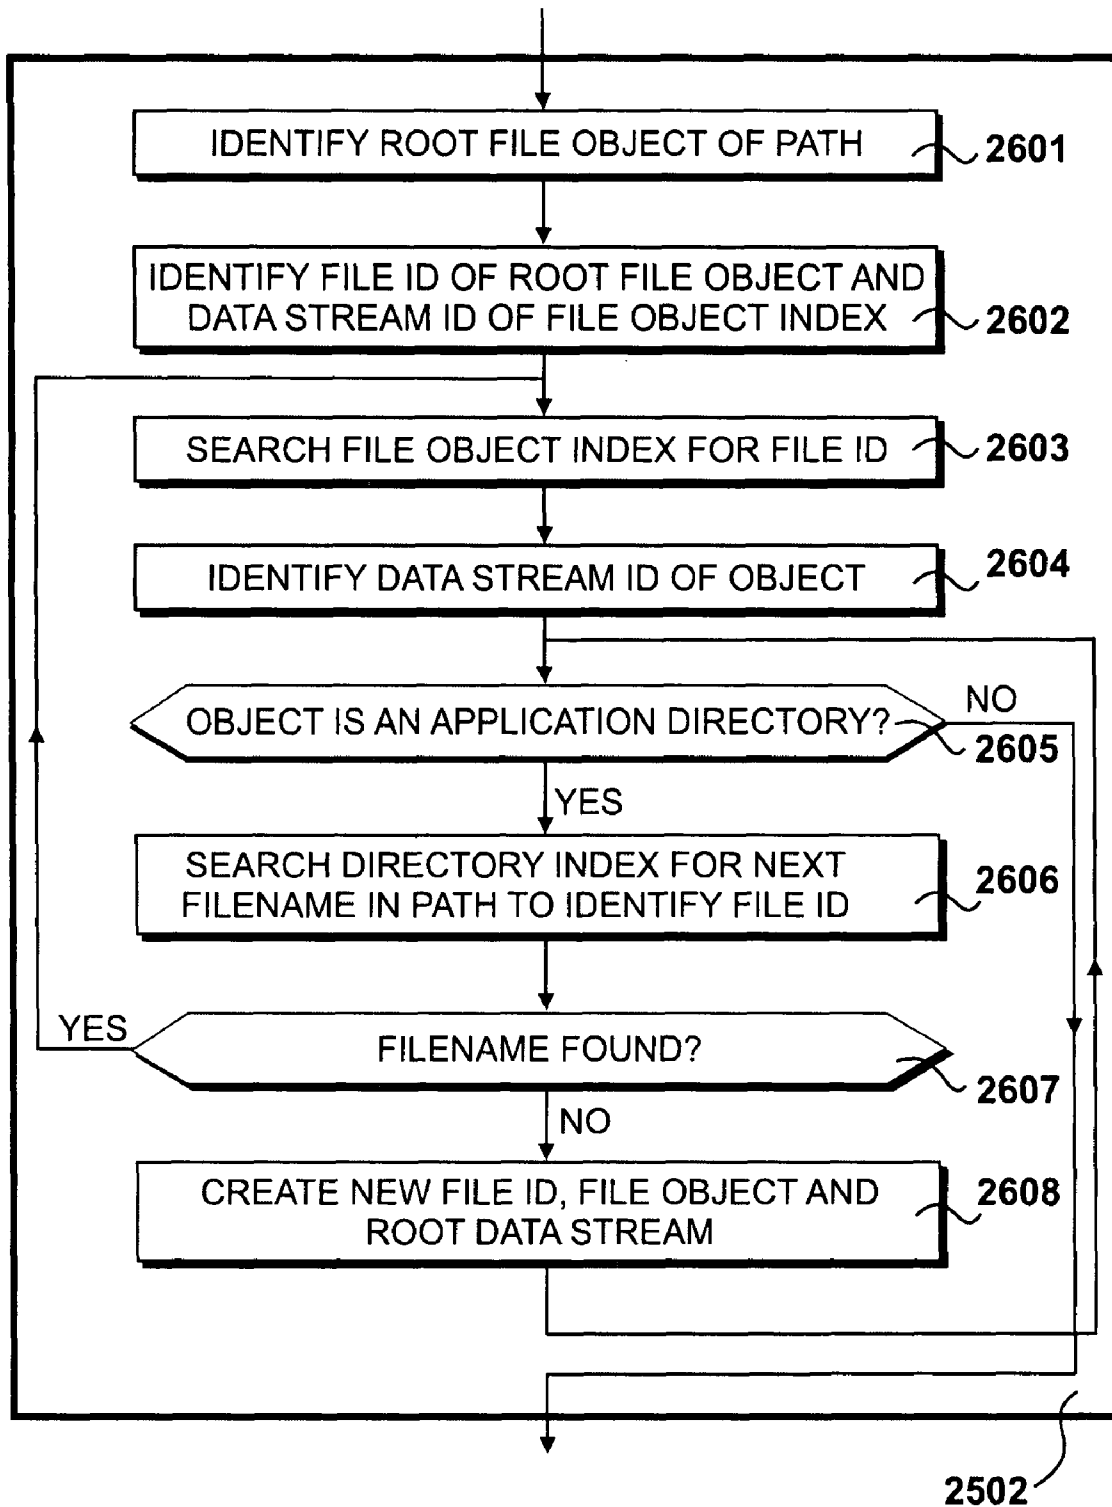 IDENTIFY ROOT FILE OBJECT OF PATH
2601
IDENTIFY FILE ID OF ROOT FILE OBJECT AND
DATA STREAM ID OF FILE OBJECT INDEX
2602
SEARCH FILE OBJECT INDEX FOR FILE ID
2603
IDENTIFY DATA STREAM ID OF OBJECT
2604
OBJECT IS AN APPLICATION DIRECTORY?
NO
2605
YES
SEARCH DIRECTORY INDEX FOR NEXT
FILENAME IN PATH TO IDENTIFY FILE ID
2606
YES
FILENAME FOUND?
2607
NO
CREATE NEW FILE ID, FILE OBJECT AND
ROOT DATA STREAM
2608
2502